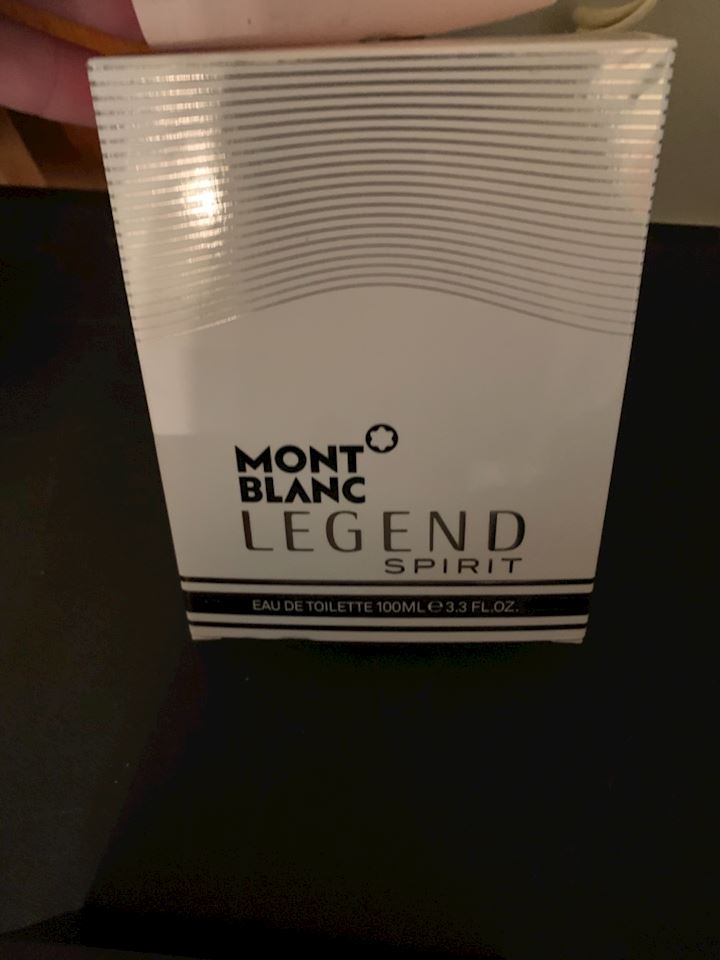 MONT
BLANC
LEGEND
SPIRIT
EAU DE TOILETTE 100ML ℮ 3.3 FL.OZ.